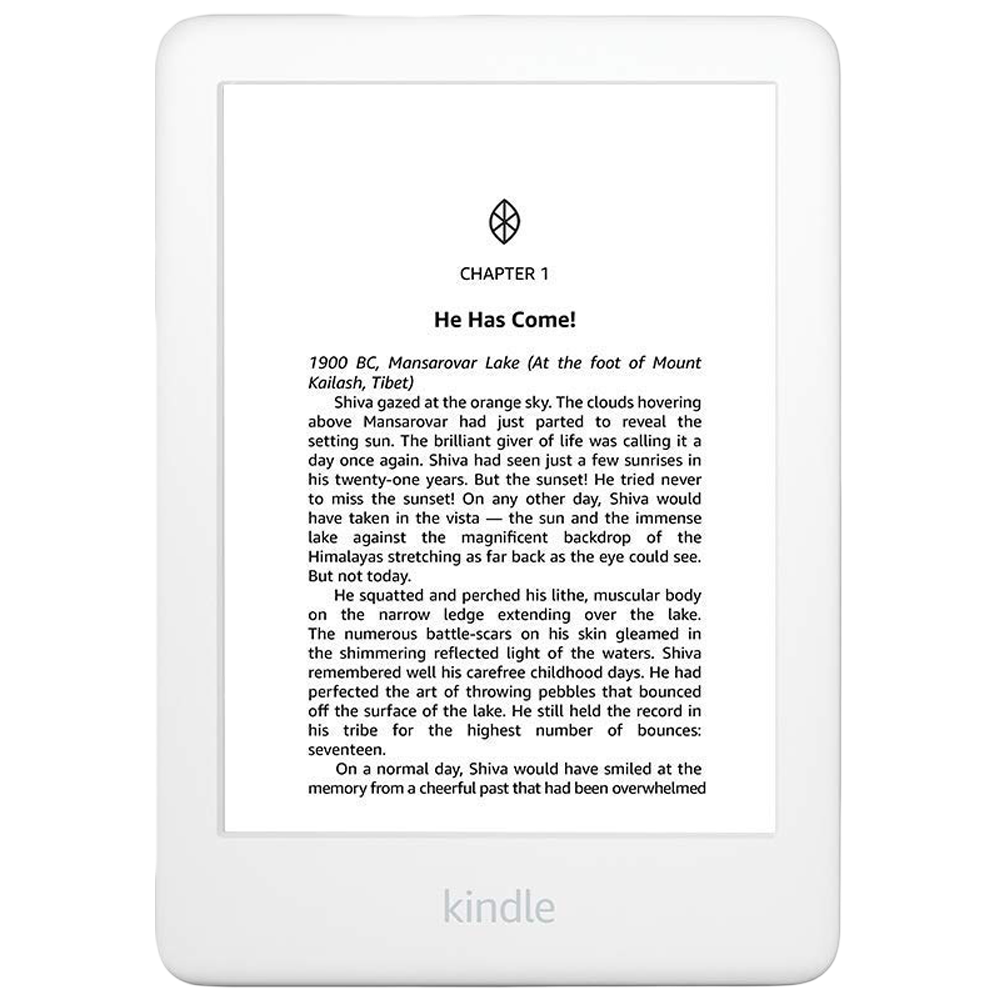 CHAPTER 1
He Has Come!
1900 BC, Mansarovar Lake (At the foot of Mount
Kailash, Tibet)
Shiva gazed at the orange sky. The clouds hovering
above Mansarovar had just parted to reveal the
setting sun. The brilliant giver of life was calling it a
day once again. Shiva had seen just a few sunrises in
his twenty-one years. But the sunset! He tried never
to miss the sunset! On any other day, Shiva would
have taken in the vista — the sun and the immense
lake against the magnificent backdrop of the
Himalayas stretching as far back as the eye could see.
But not today.
He squatted and perched his lithe, muscular body
on the narrow ledge extending over the lake.
The numerous battle-scars on his skin gleamed in
the shimmering reflected light of the waters. Shiva
remembered well his carefree childhood days. He had
perfected the art of throwing pebbles that bounced
off the surface of the lake. He still held the record in
his tribe for the highest number of bounces:
seventeen.
On a normal day, Shiva would have smiled at the
memory from a cheerful past that had been overwhelmed
kindle